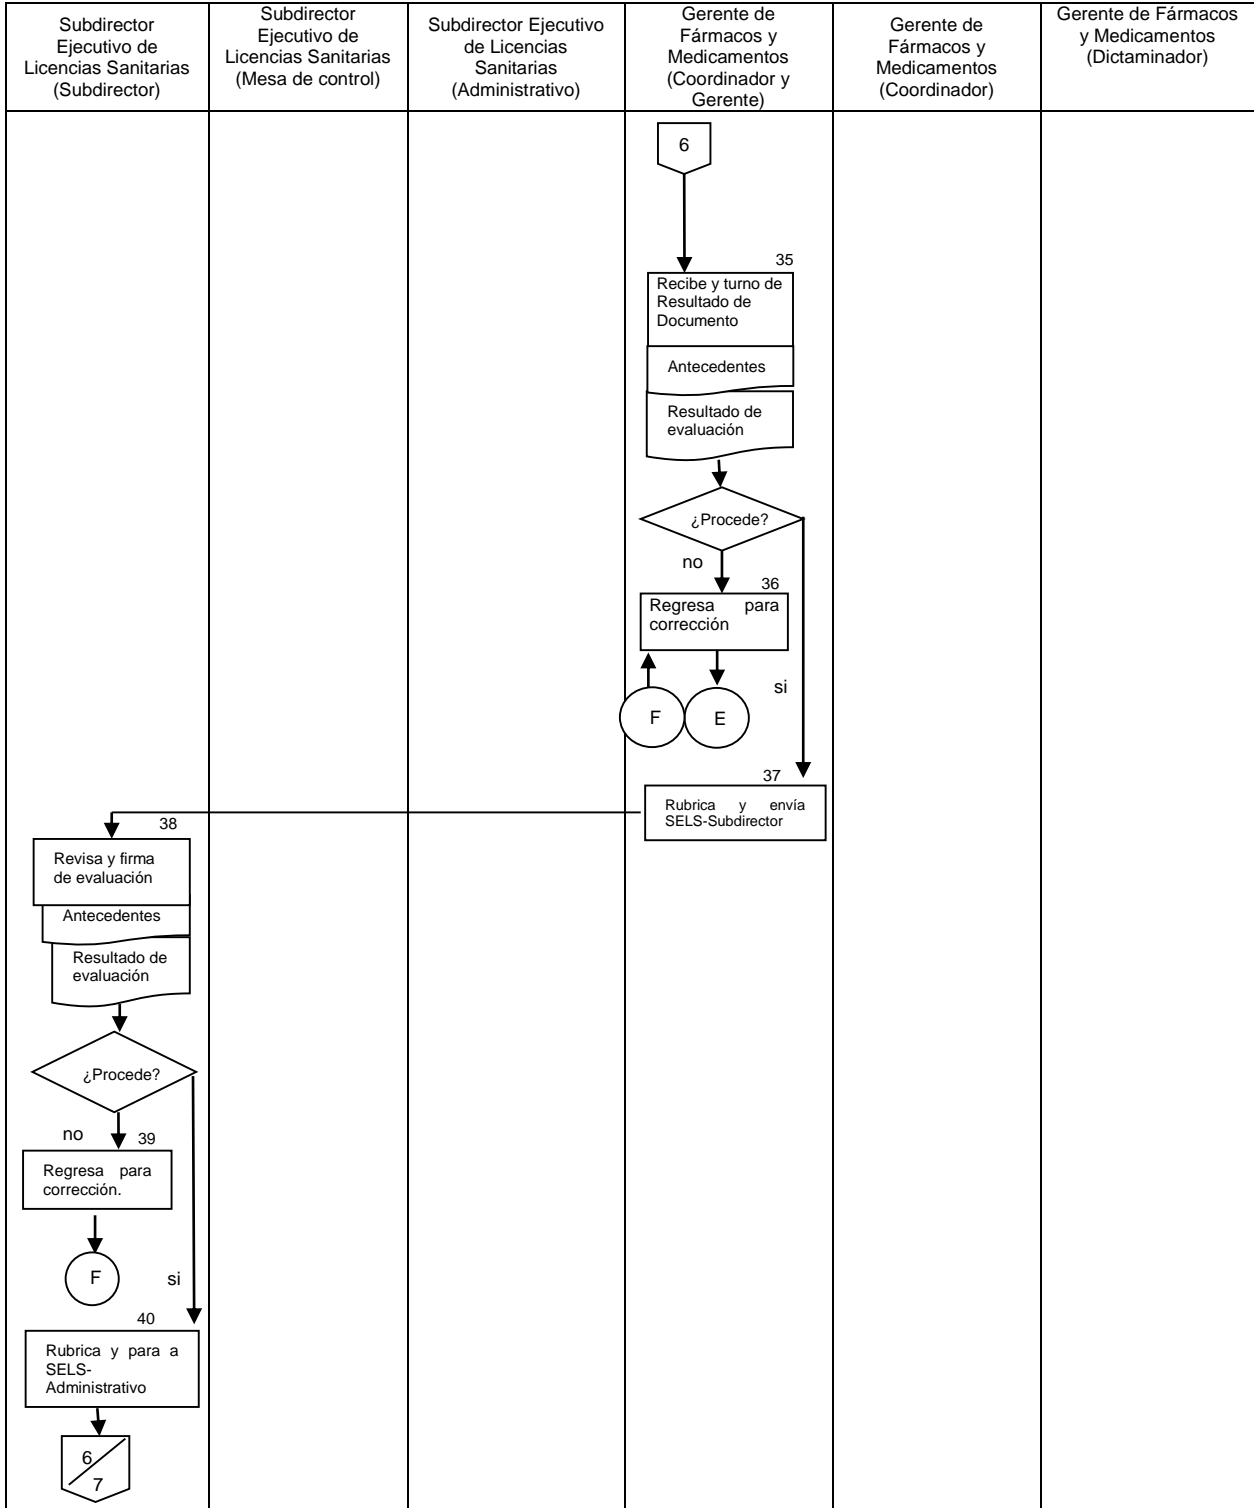 Subdirector
Ejecutivo de
Licencias Sanitarias
(Subdirector)
Subdirector
Ejecutivo de
Licencias Sanitarias
(Mesa de control)
Subdirector Ejecutivo
de Licencias
Sanitarias
(Administrativo)
Gerente de
Fármacos y
Medicamentos
(Coordinador y
Gerente)
Gerente de
Fármacos y
Medicamentos
(Coordinador)
Gerente de Fármacos
y Medicamentos
(Dictaminador)
6
35
Recibe y turno de
Resultado de
Documento
Antecedentes
Resultado de
evaluación
¿Procede?
no
36
Regresa para
corrección
si
F
E
37
Rubrica y envía
SELS-Subdirector
38
Revisa y firma
de evaluación
Antecedentes
Resultado de
evaluación
¿Procede?
no
39
Regresa para
corrección.
F
si
40
Rubrica y para a
SELS-
Administrativo
6
7